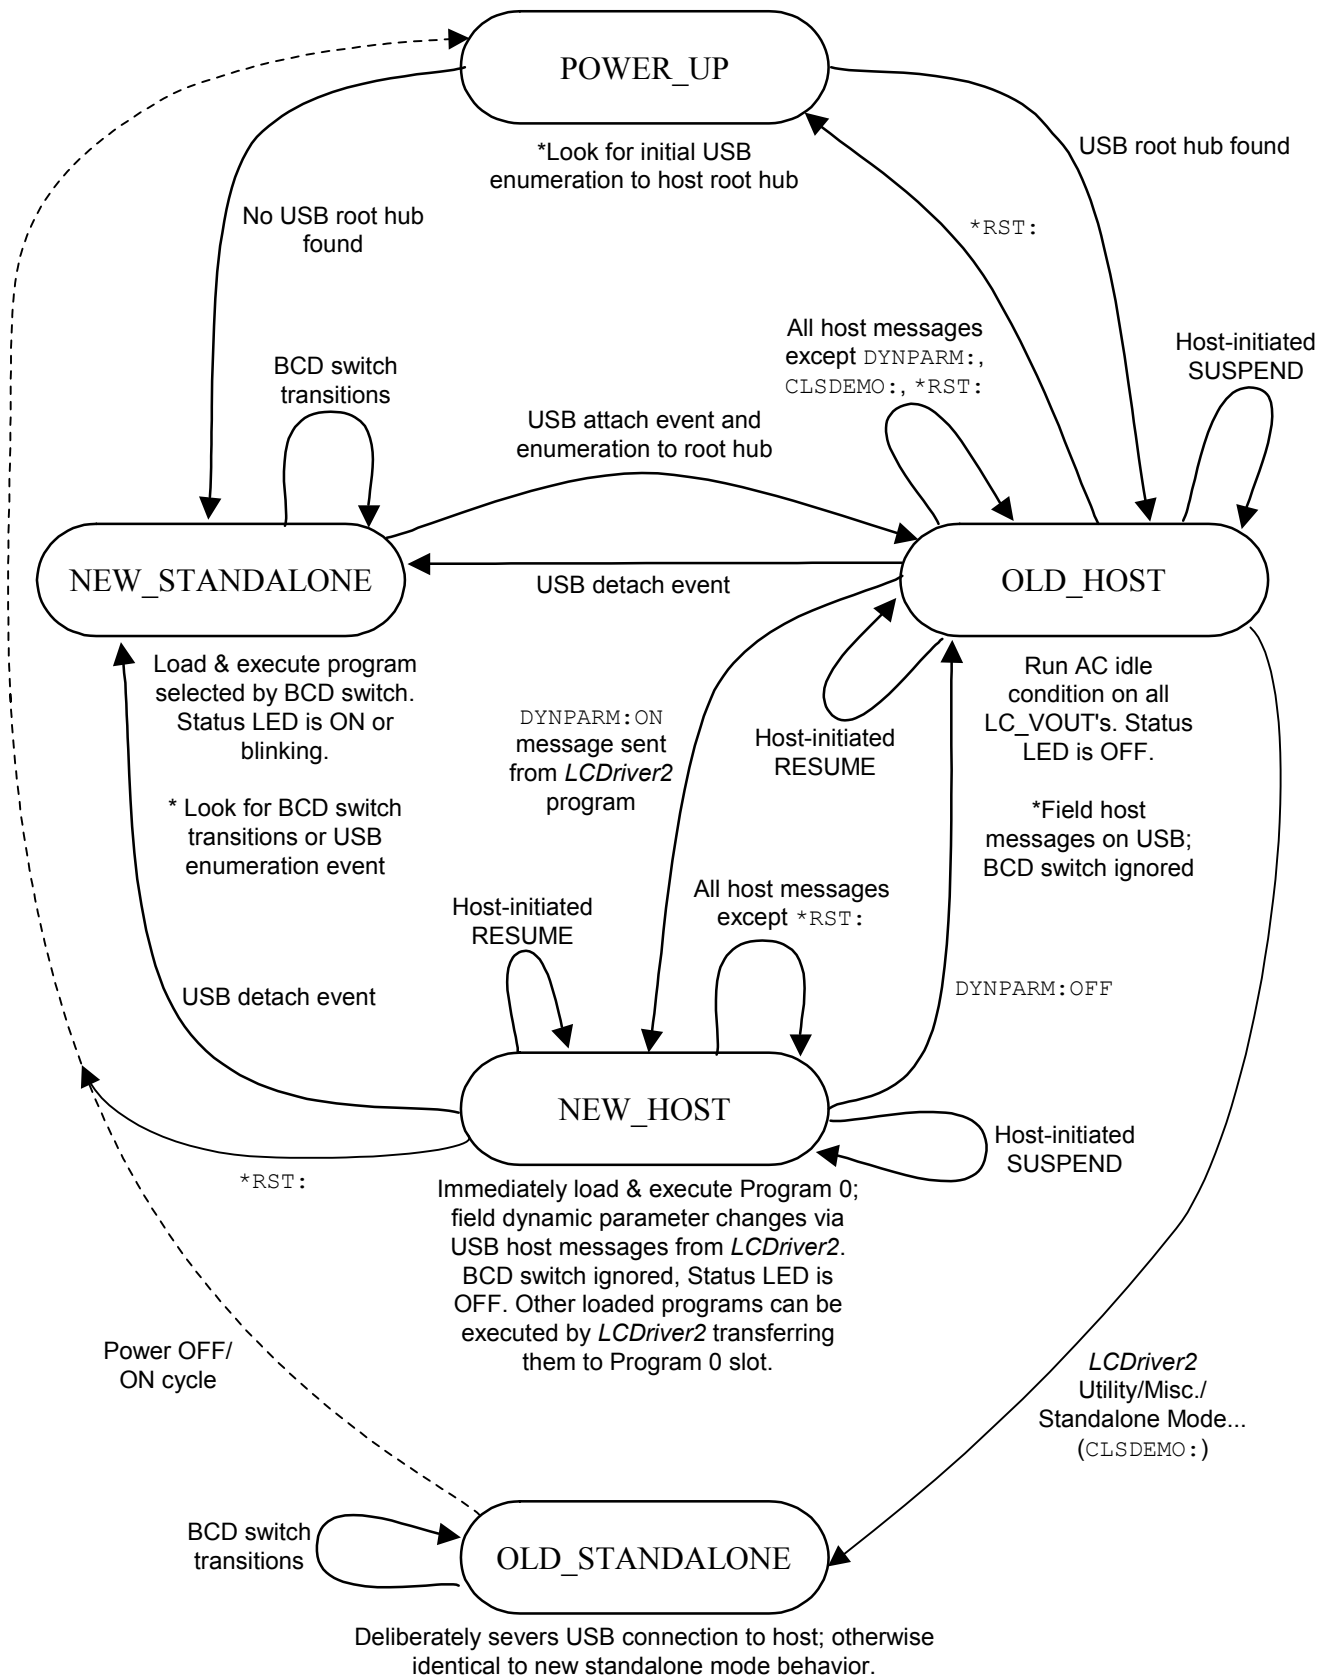 POWER_UP
*Look for initial USB
enumeration to host root hub
USB root hub found
No USB root hub
found
*RST:
All host messages
except DYNPARM:,
CLSDEMO:, *RST:
Host-initiated
SUSPEND
BCD switch
transitions
USB attach event and
enumeration to root hub
NEW_STANDALONE
USB detach event
OLD_HOST
Load & execute program
selected by BCD switch.
Status LED is ON or
blinking.
* Look for BCD switch
transitions or USB
enumeration event
DYNPARM:ON
message sent
from LCDriver2
program
Host-initiated
RESUME
Run AC idle
condition on all
LC_VOUT's. Status
LED is OFF.
*Field host
messages on USB;
BCD switch ignored
Host-initiated
RESUME
All host messages
except *RST:
USB detach event
DYNPARM:OFF
NEW_HOST
Host-initiated
SUSPEND
*RST:
Immediately load & execute Program 0;
field dynamic parameter changes via
USB host messages from LCDriver2.
BCD switch ignored, Status LED is
OFF. Other loaded programs can be
executed by LCDriver2 transferring
them to Program 0 slot.
Power OFF/
ON cycle
LCDriver2
Utility/Misc./
Standalone Mode...
(CLSDEMO:)
BCD switch
transitions
OLD_STANDALONE
Deliberately severs USB connection to host; otherwise
identical to new standalone mode behavior.